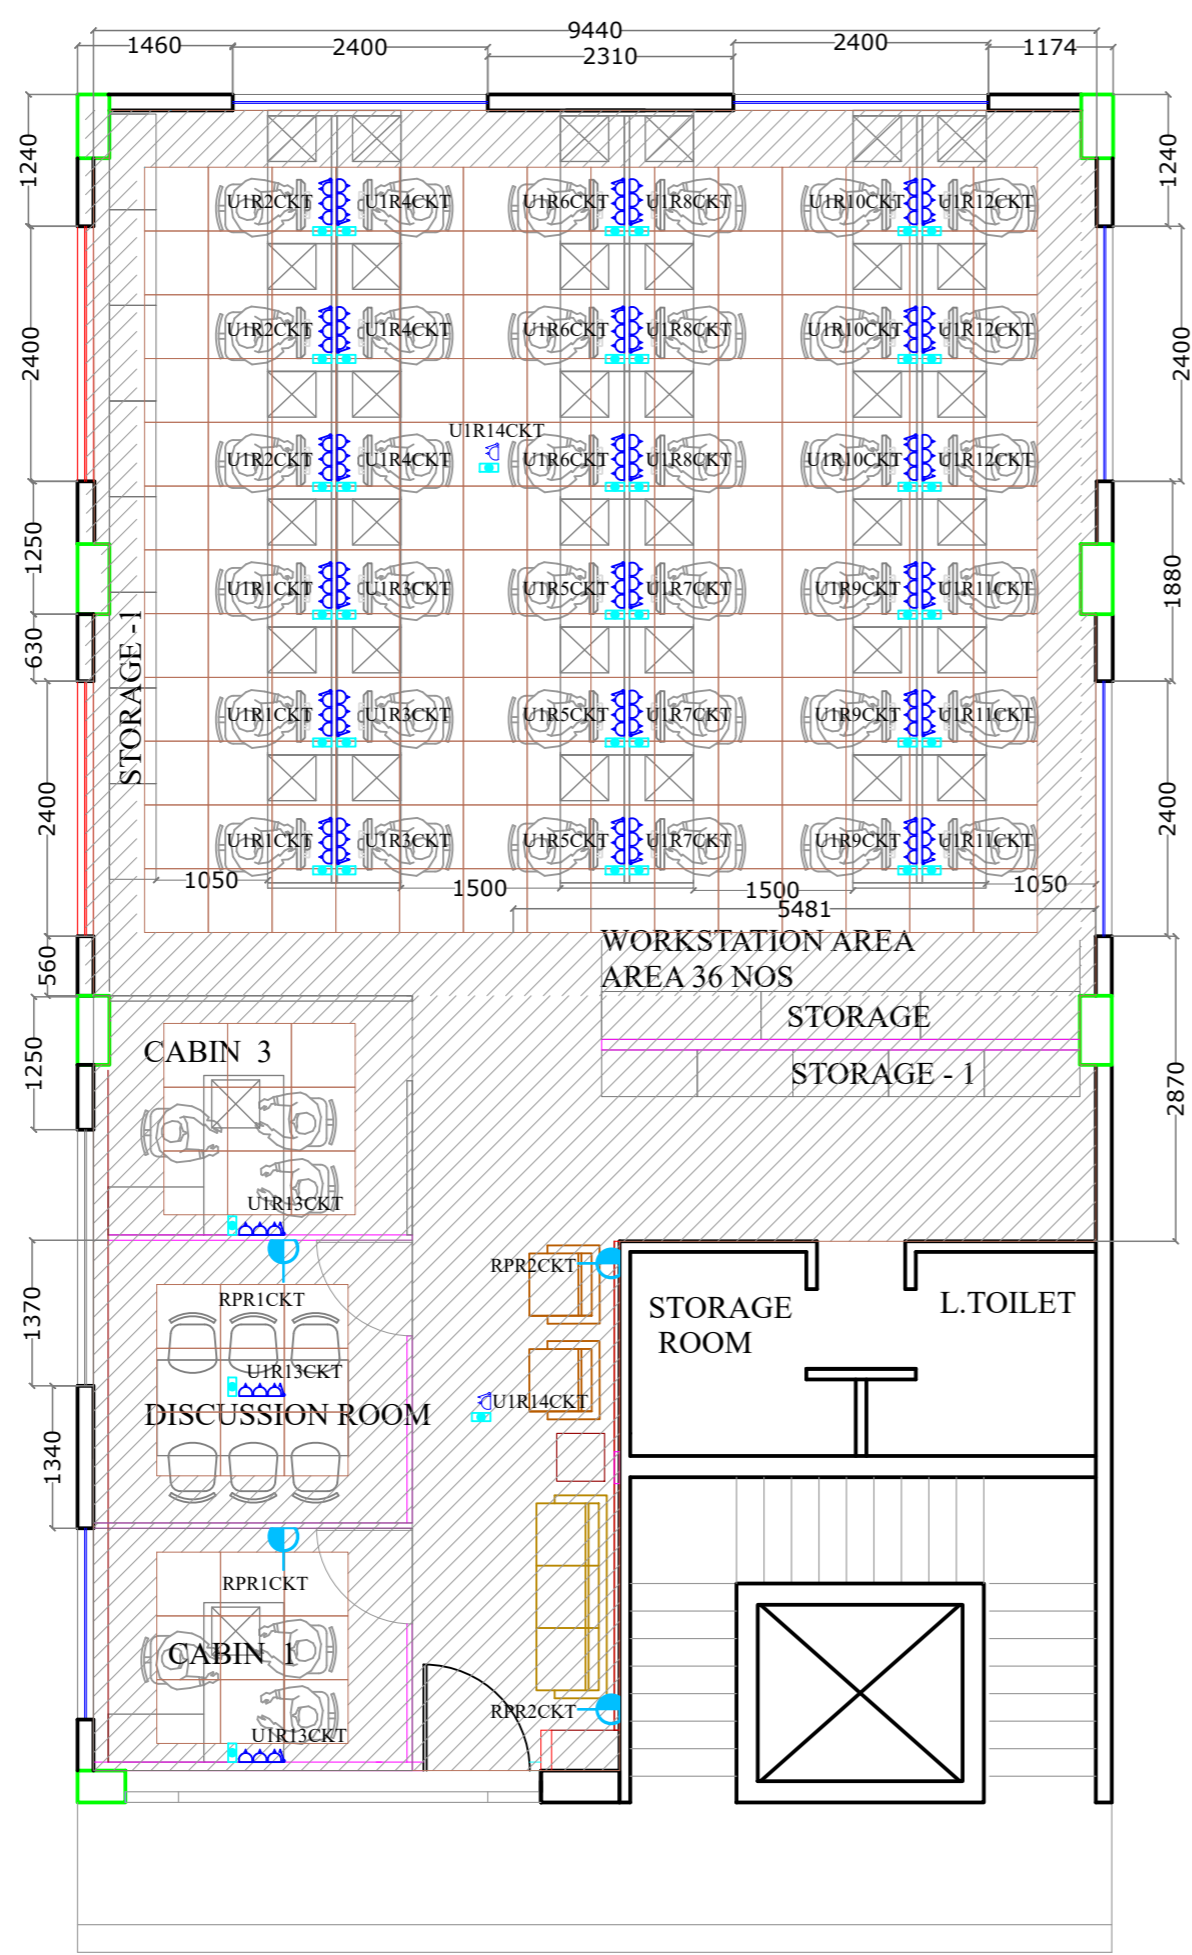 9440
1460
2400
2310
2400
1174
1240
1240
U1R2CKT U1R4CKT U1R6CKT U1R8CKT U1R10CKT U1R12CKT
2400
2400
U1R2CKT U1R4CKT U1R6CKT U1R8CKT U1R10CKT U1R12CKT
U1R14CKT
U1R2CKT U1R4CKT U1R6CKT U1R8CKT U1R10CKT U1R12CKT
1250
1880
U1R1CKT U1R3CKT U1R5CKT U1R7CKT U1R9CKT U1R11CKT
630
STORAGE -1
U1R1CKT U1R3CKT U1R5CKT U1R7CKT U1R9CKT U1R11CKT
2400
2400
U1R1CKT U1R3CKT U1R5CKT U1R7CKT U1R9CKT U1R11CKT
1050
1500
1500
1050
5481
WORKSTATION AREA
AREA 36 NOS
560
STORAGE
CABIN 3
1250
STORAGE - 1
2870
U1R13CKT
RPR2CKT
RPR1CKT
1370
STORAGE
ROOM
L.TOILET
U1R13CKT
U1R14CKT
DISCUSSION ROOM
1340
RPR1CKT
CABIN 1
RPR2CKT
U1R13CKT